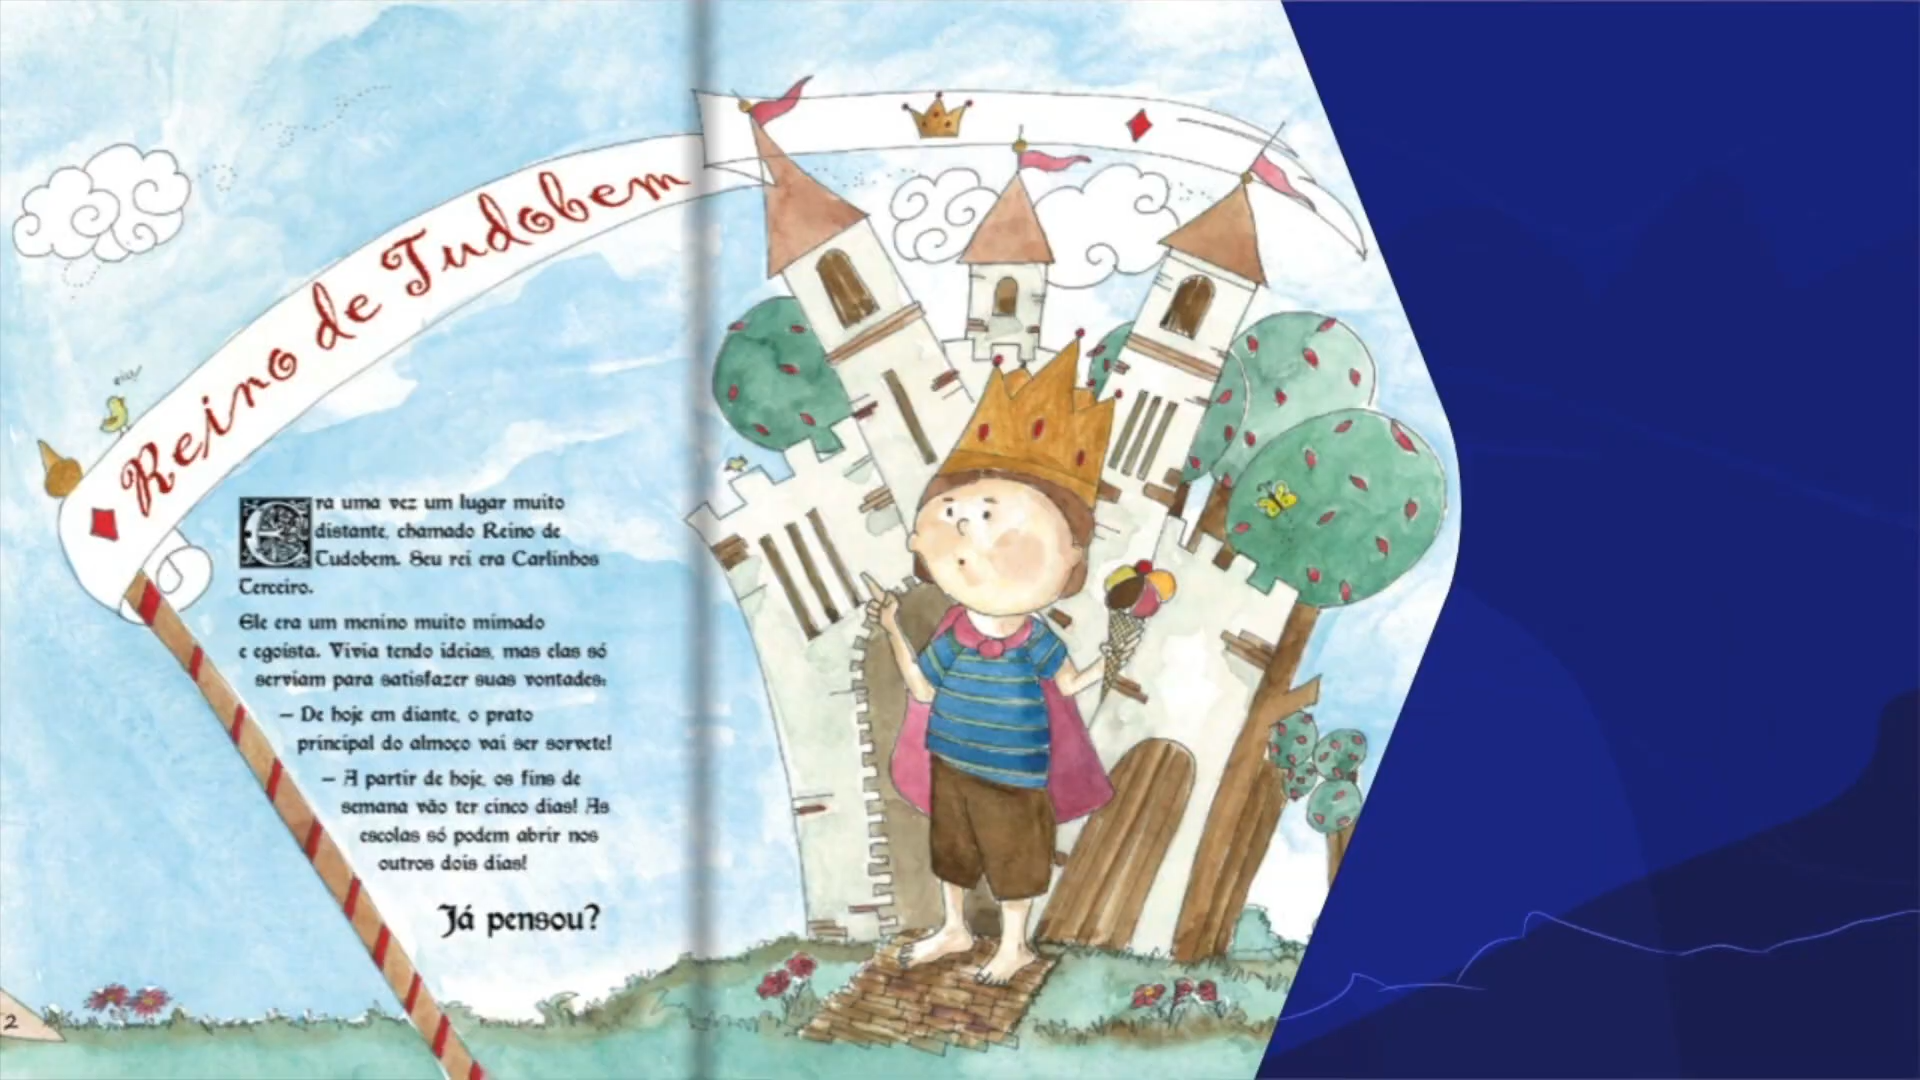 Reino de Tudobem
Era uma vez um lugar muito
distante, chamado Reino de
Tudobem. Seu rei era Carlinhos
Terceiro.
Ele era um menino muito mimado
e egoísta. Vivia tendo ideias, mas elas só
serviam para satisfazer suas vontades:
– De hoje em diante, o prato
principal do almoço vai ser sorvete!
– A partir de hoje, os fins de
semana vão ter cinco dias! As
escolas só podem abrir nos
outros dois dias!
Já pensou?
2